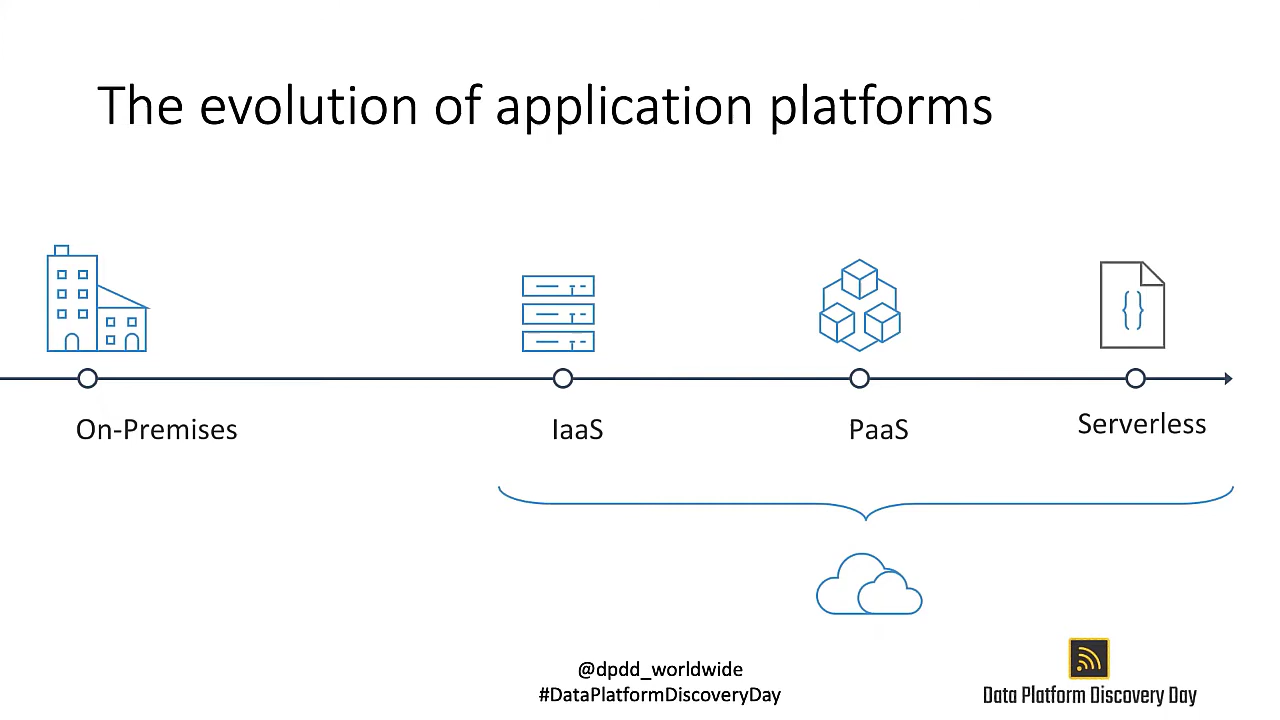 The evolution of application platforms
{}
On-Premises
IaaS
PaaS
Serverless
@dpdd_worldwide
#DataPlatformDiscoveryDay
Data Platform Discovery Day